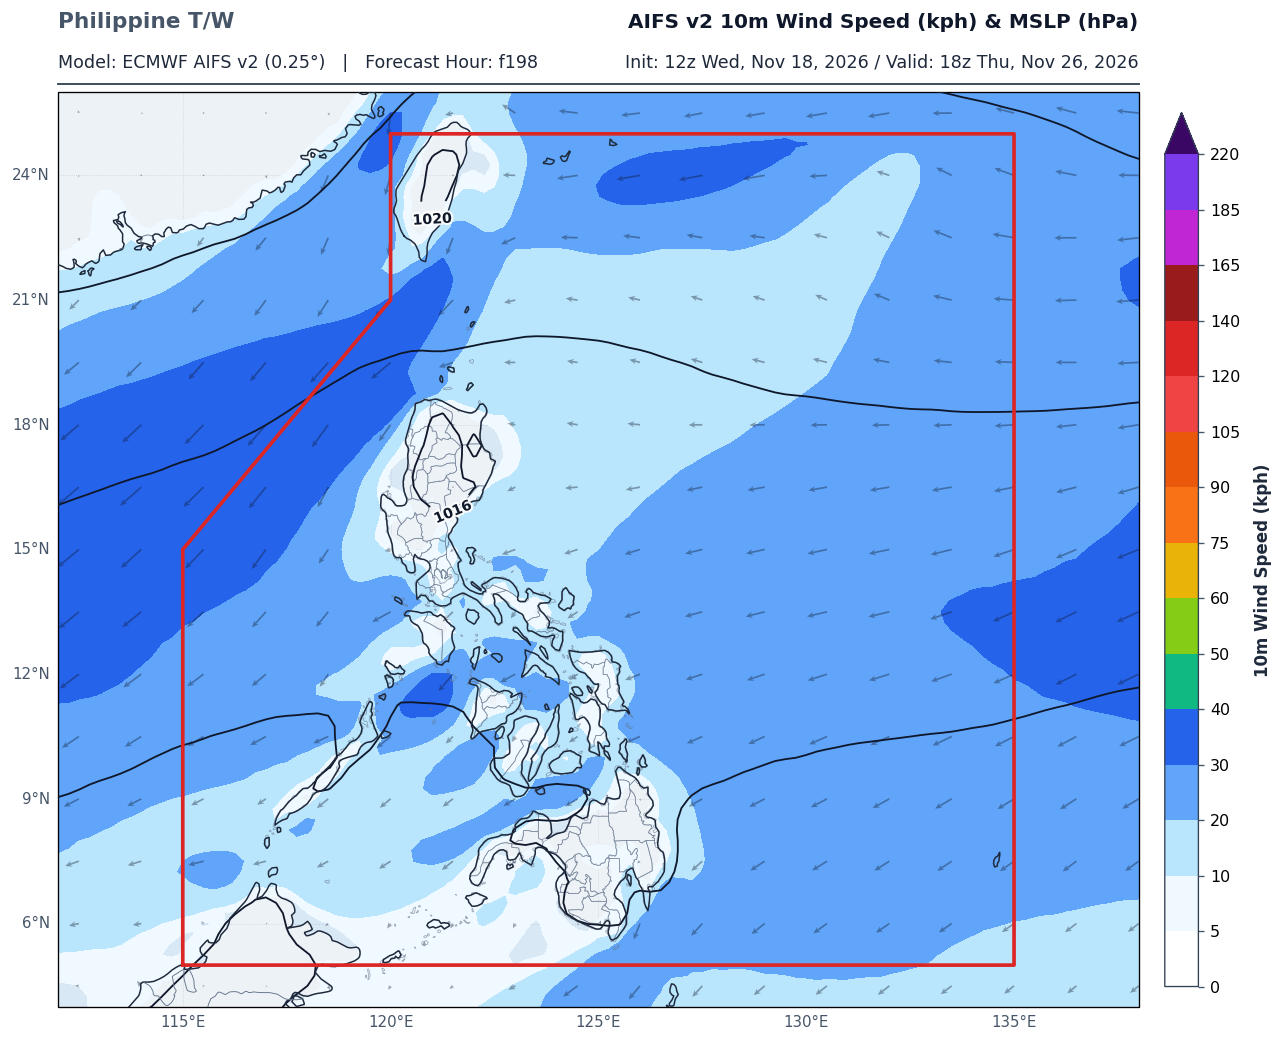 Philippine T/W
AIFS v2 10m Wind Speed (kph) & MSLP (hPa)
Model: ECMWF AIFS v2 (0.25°) | Forecast Hour: f198
Init: 12z Wed, Nov 18, 2026 / Valid: 18z Thu, Nov 26, 2026
24°N
21°N
18°N
15°N
12°N
9°N
6°N
115°E
120°E
125°E
130°E
135°E
1020
1016
220
185
165
140
120
105
90
75
60
50
40
30
20
10
5
0
10m Wind Speed (kph)